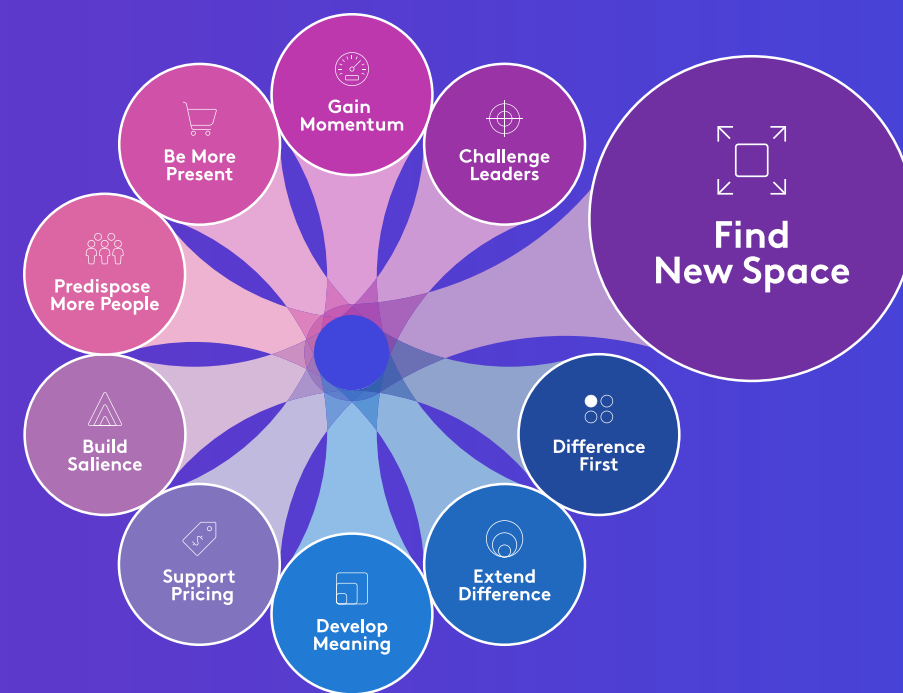 Gain
Momentum
Be More
Present
Challenge
Leaders
Find
New Space
Predispose
More People
Build
Salience
Difference
First
Support
Pricing
Extend
Difference
Develop
Meaning